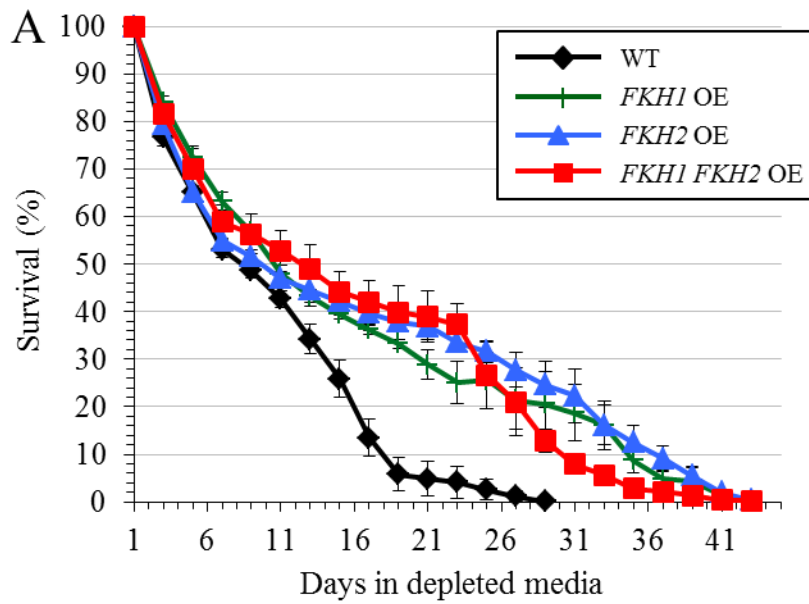 A
WT
FKH1 OE
FKH2 OE
FKH1 FKH2 OE
Survival (%)
100
90
80
70
60
50
40
30
20
10
0
1 6 11 16 21 26 31 36 41
Days in depleted media